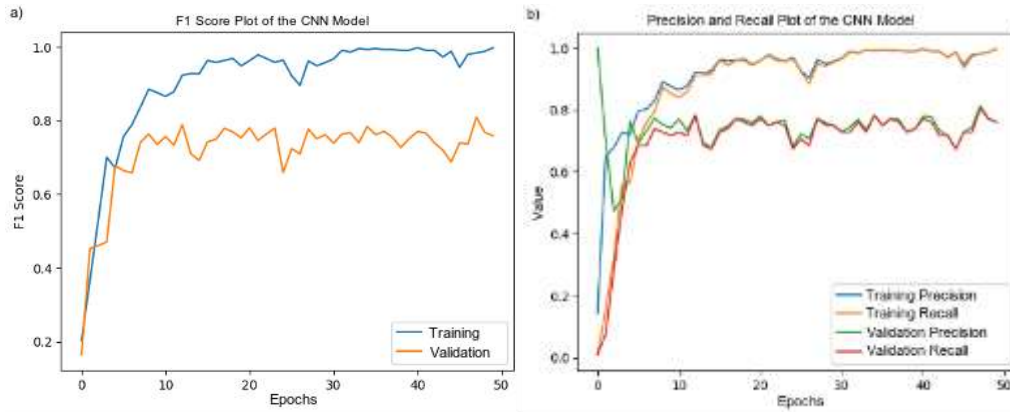 a)
F1 Score Plot of the CNN Model
1.0
0.8
0.6
0.4
0.2
F1 Score
0
10
20
30
40
50
Epochs
Training
Validation
b)
Precision and Recall Plot of the CNN Model
1.0
0.8
0.6
0.4
0.2
0.0
Value
0
10
20
30
40
50
Epochs
Training Precision
Training Recall
Validation Precision
Validation Recall